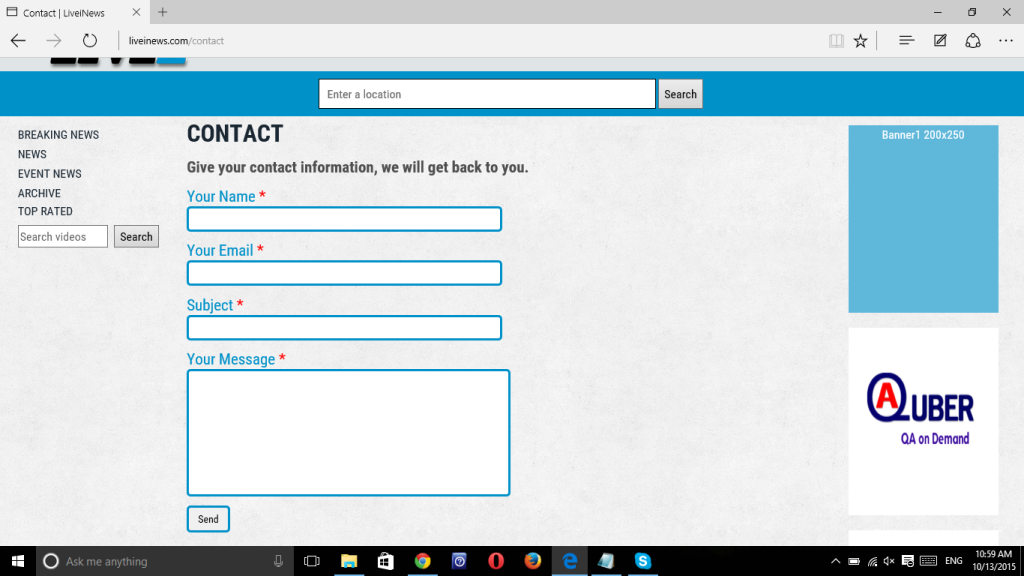 Contact | LiveiNews
liveinews.com/contact
Enter a location
Search
BREAKING NEWS
NEWS
EVENT NEWS
ARCHIVE
TOP RATED
Search videos
Search
CONTACT
Give your contact information, we will get back to you.
Your Name *
Your Email *
Subject *
Your Message *
Send
Banner1 200x250
QUBER
QA on Demand
Ask me anything
ENG
10:59 AM
10/13/2015